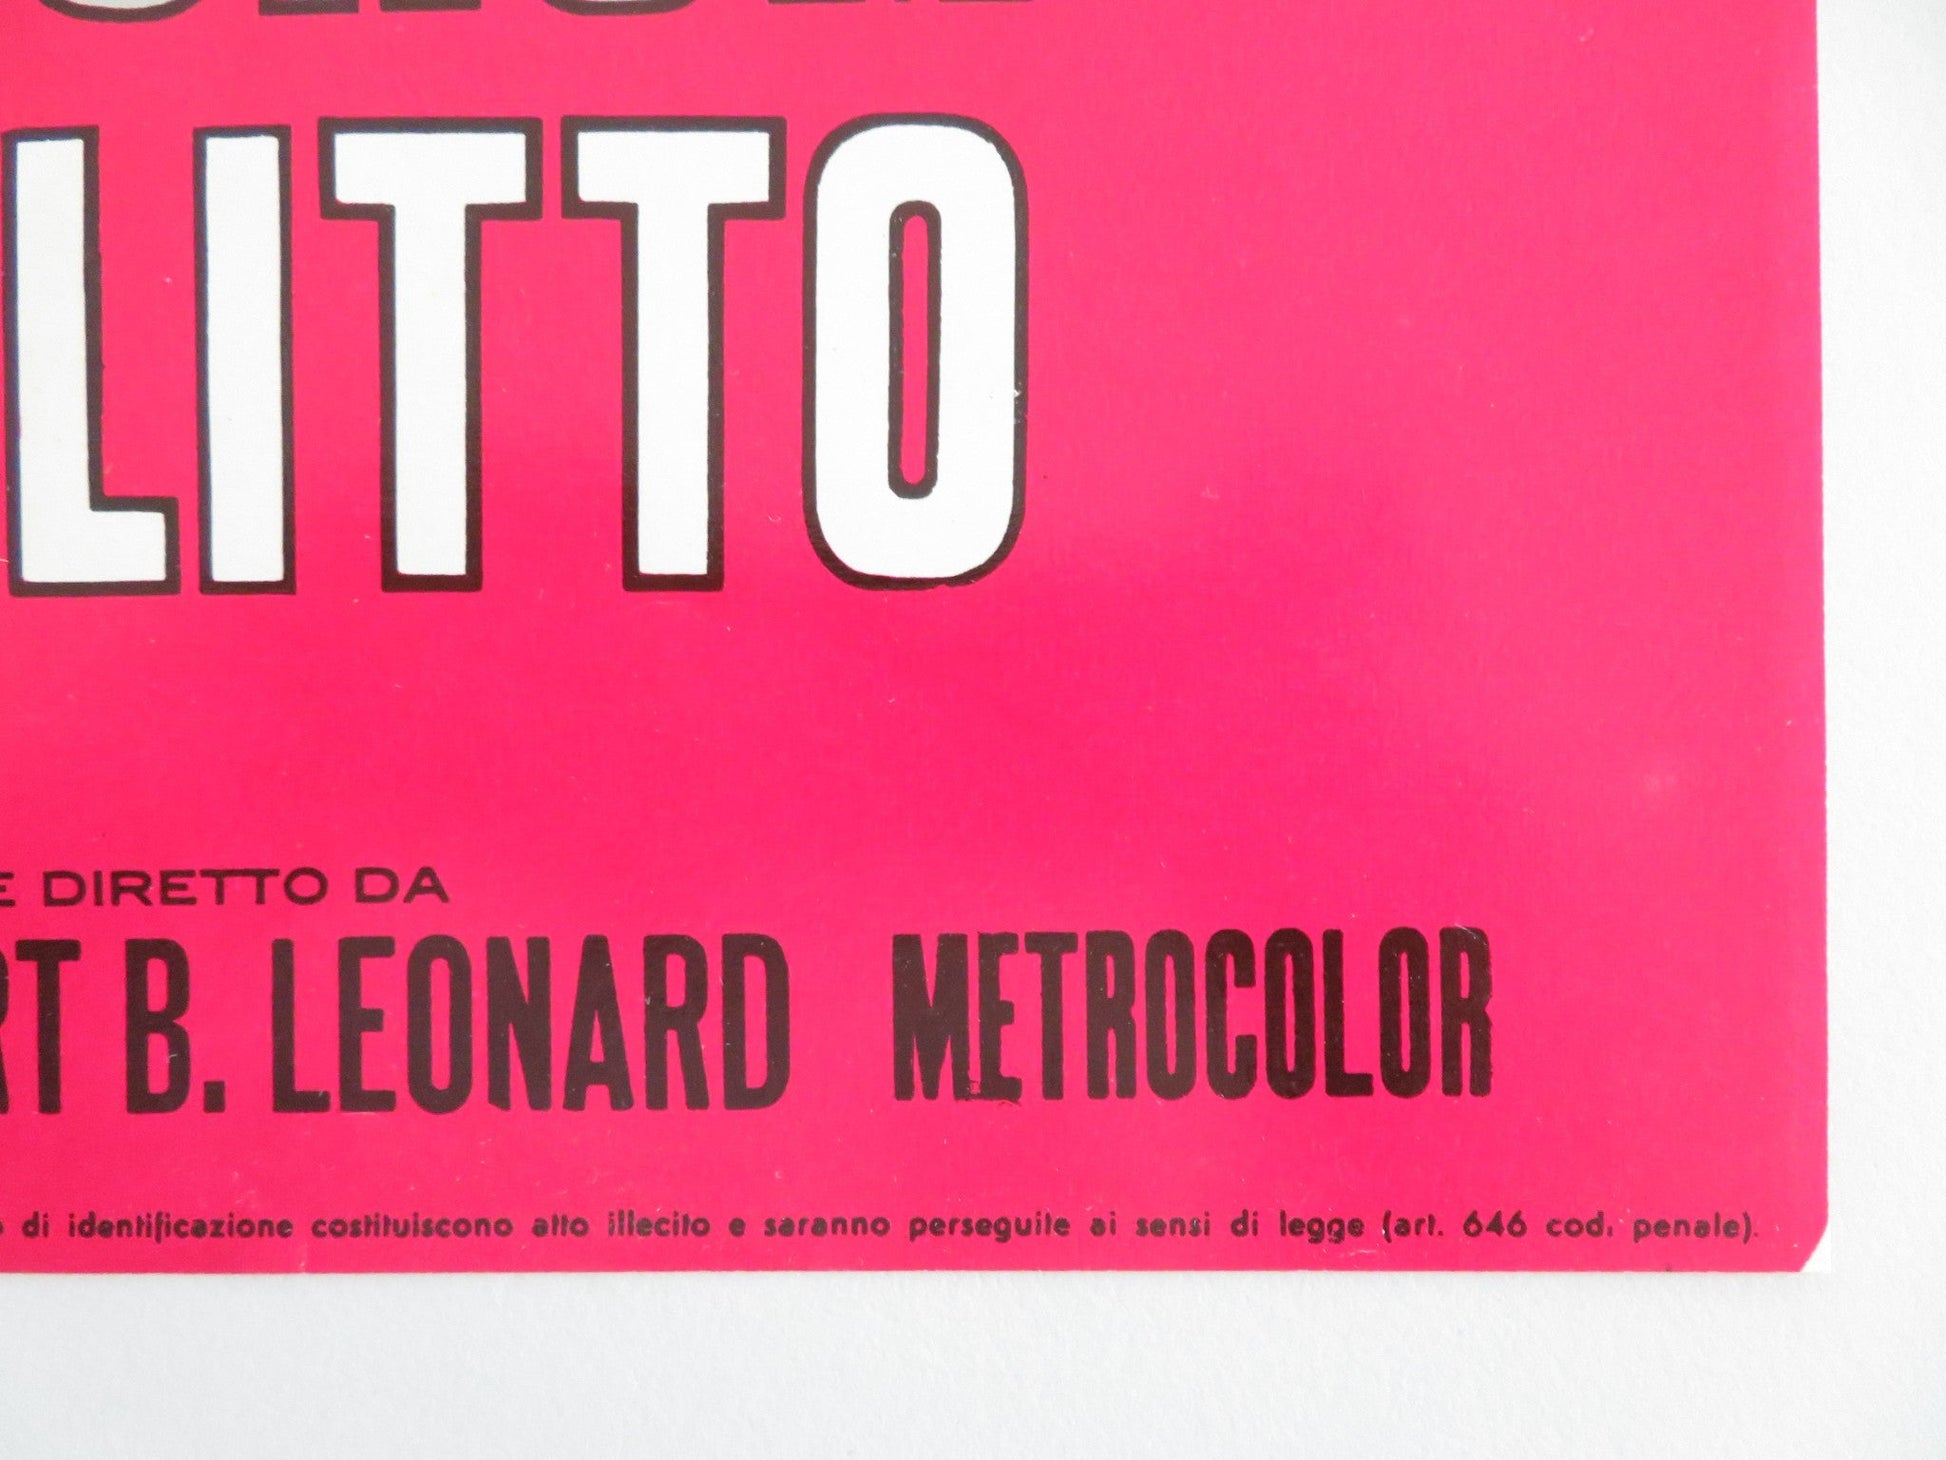 LITTO
E DIRETTO DA
RT B. LEONARD METROCOLOR
di identificazione costituiscono atto illecito e saranno perseguite ai sensi di legge (art. 646 cod. penale).